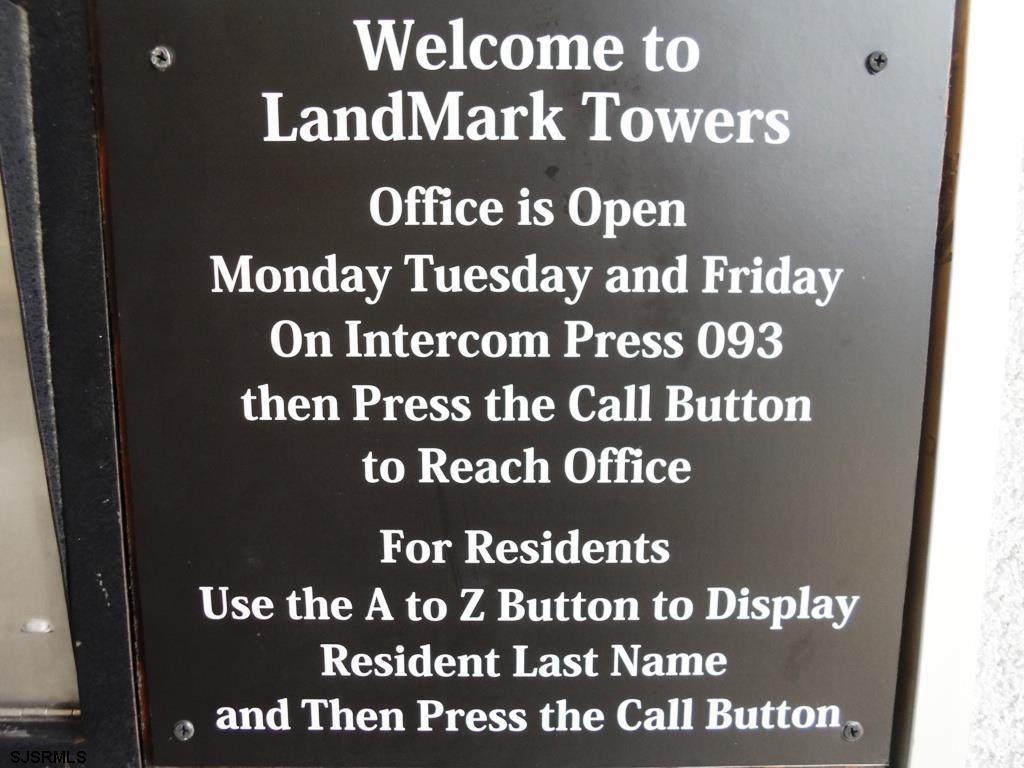 Welcome to
LandMark Towers
Office is Open
Monday Tuesday and Friday
On Intercom Press 093
then Press the Call Button
to Reach Office
For Residents
Use the A to Z Button to Display
Resident Last Name
and Then Press the Call Button
SJSRMLS